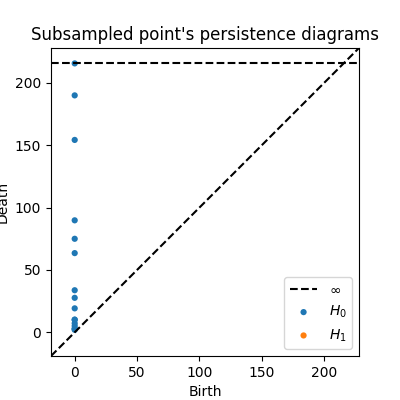 Subsampled point's persistence diagrams
200
150
100
50
0
Death
0 50 100 150 200
Birth
∞
H₀
H₁